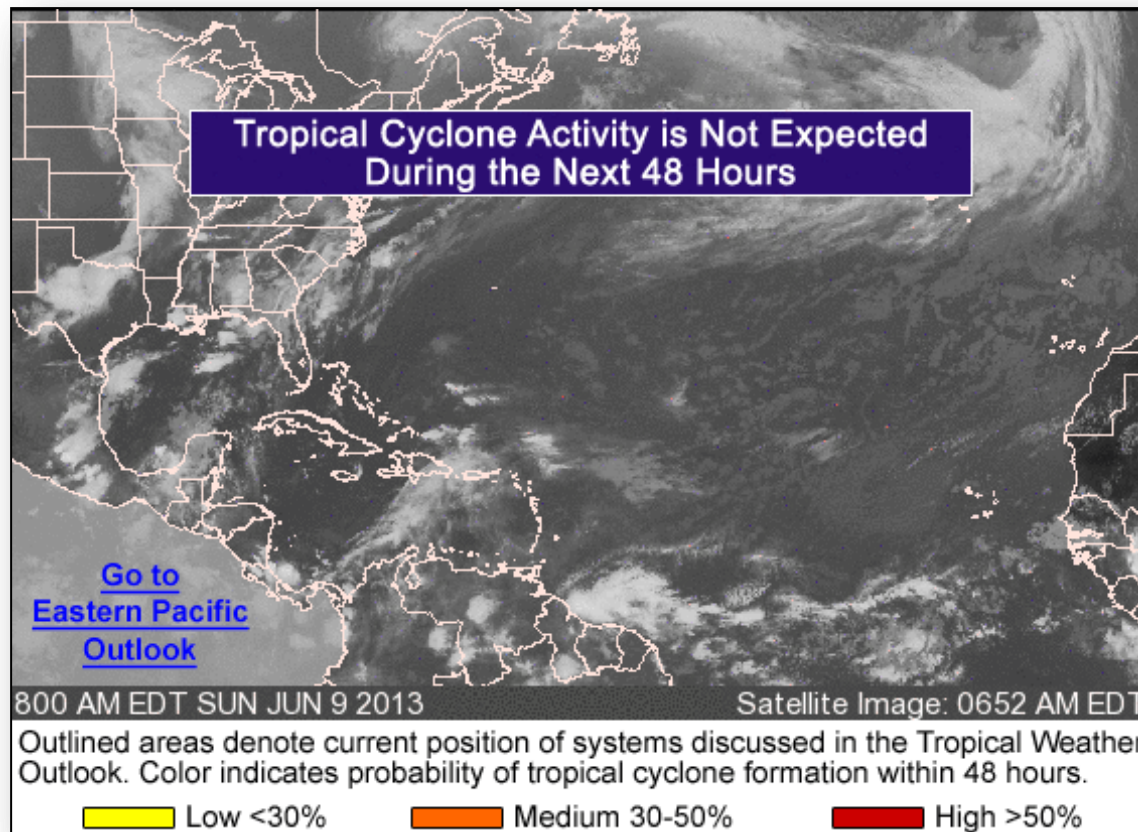 Tropical Cyclone Activity is Not Expected
During the Next 48 Hours
Go to
Eastern Pacific
Outlook
800 AM EDT SUN JUN 9 2013
Satellite Image: 0652 AM EDT
Outlined areas denote current position of systems discussed in the Tropical Weather
Outlook. Color indicates probability of tropical cyclone formation within 48 hours.
Low <30%
Medium 30-50%
High >50%